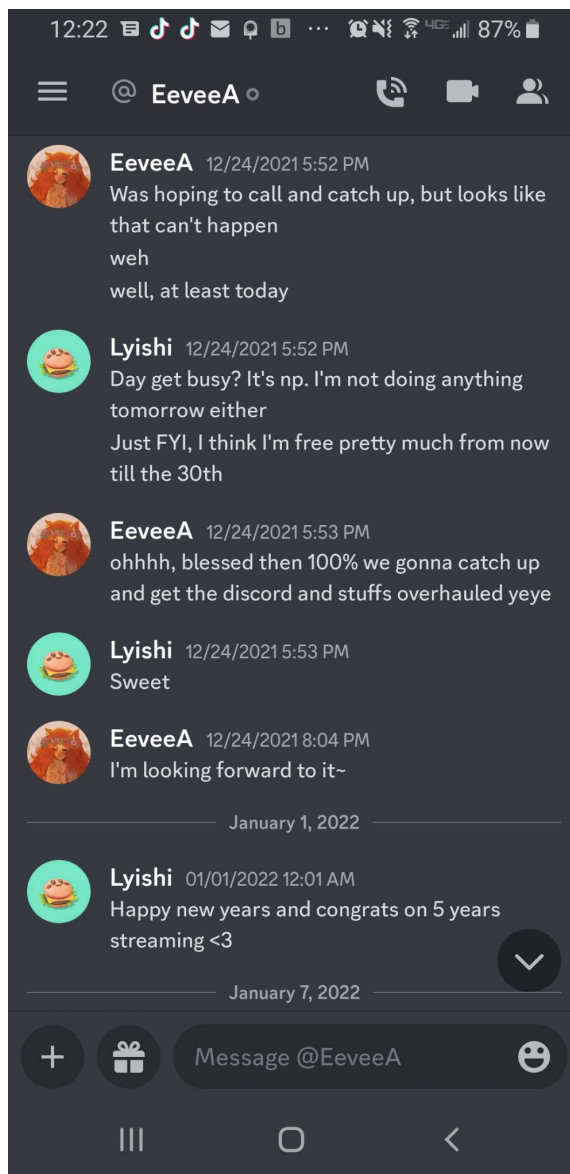 12:22 ... 4GE 87%
@ EeveeA
EeveeA 12/24/2021 5:52 PM
Was hoping to call and catch up, but looks like
that can't happen
weh
well, at least today
Lyishi 12/24/2021 5:52 PM
Day get busy? It's np. I'm not doing anything
tomorrow either
Just FYI, I think I'm free pretty much from now
till the 30th
EeveeA 12/24/2021 5:53 PM
ohhhh, blessed then 100% we gonna catch up
and get the discord and stuffs overhauled yeye
Lyishi 12/24/2021 5:53 PM
Sweet
EeveeA 12/24/2021 8:04 PM
I'm looking forward to it~
January 1, 2022
Lyishi 01/01/2022 12:01 AM
Happy new years and congrats on 5 years
streaming <3
January 7, 2022
Message @EeveeA